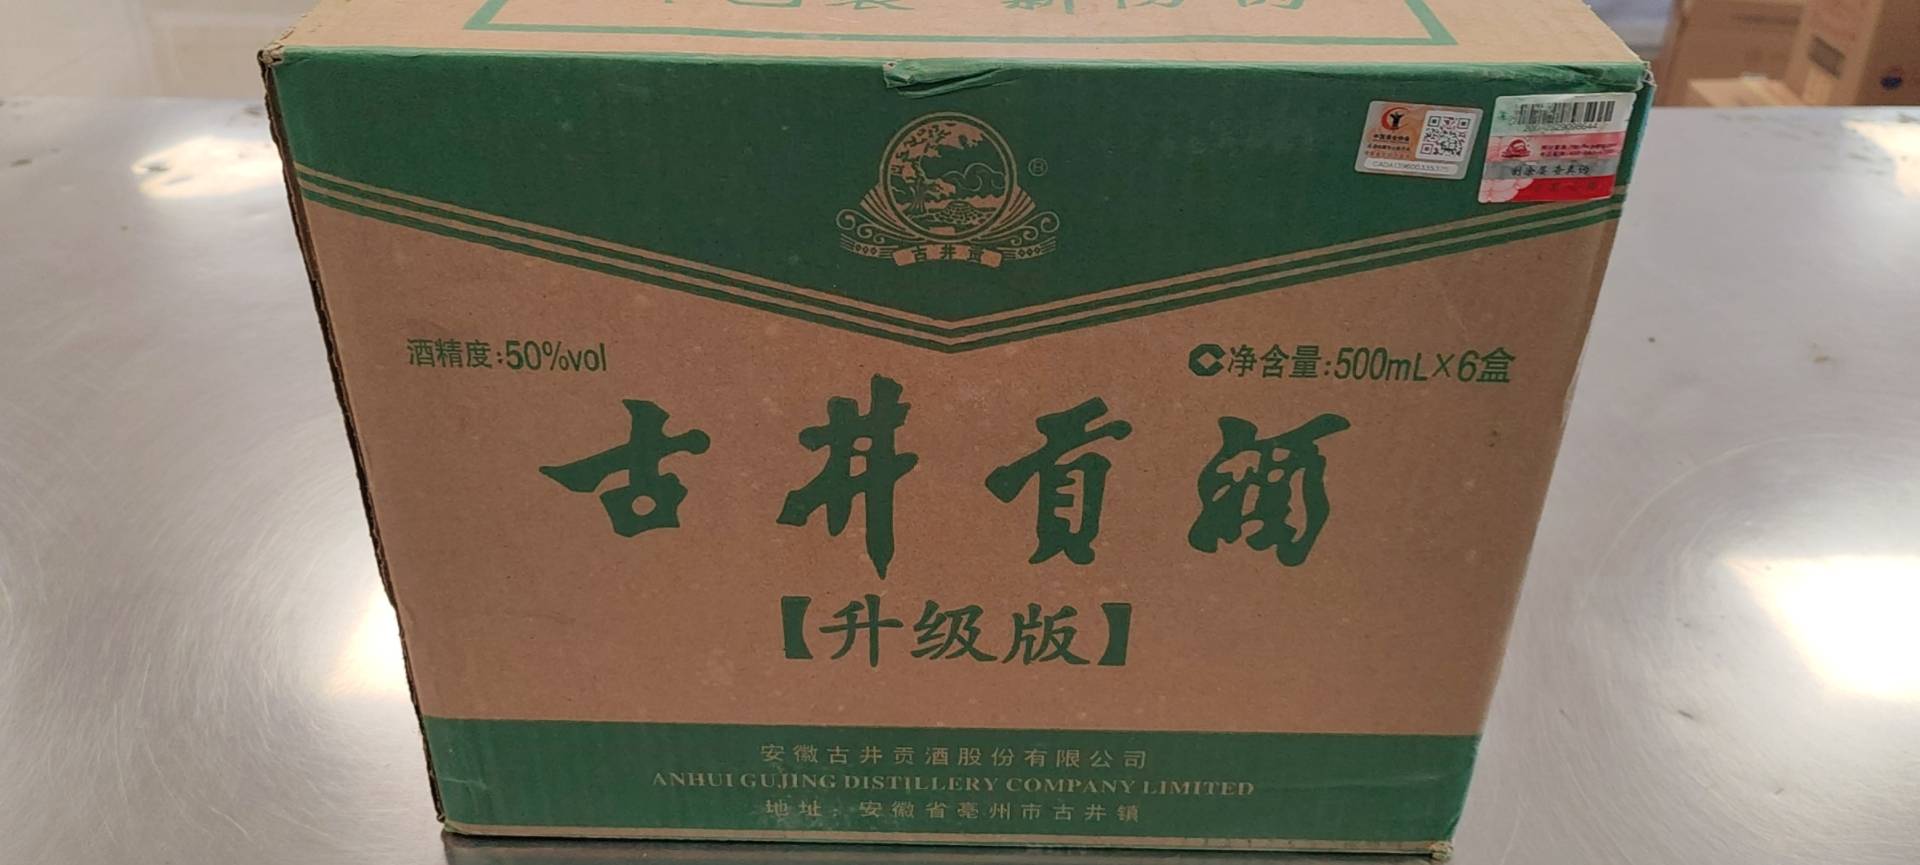 古井贡
酒精度:50%vol
净含量:500mL×6盒
古井贡酒
【升级版】
安徽古井贡酒股份有限公司
ANHUI GUJING DISTILLERY COMPANY LIMITED
地址:安徽省亳州市古井镇